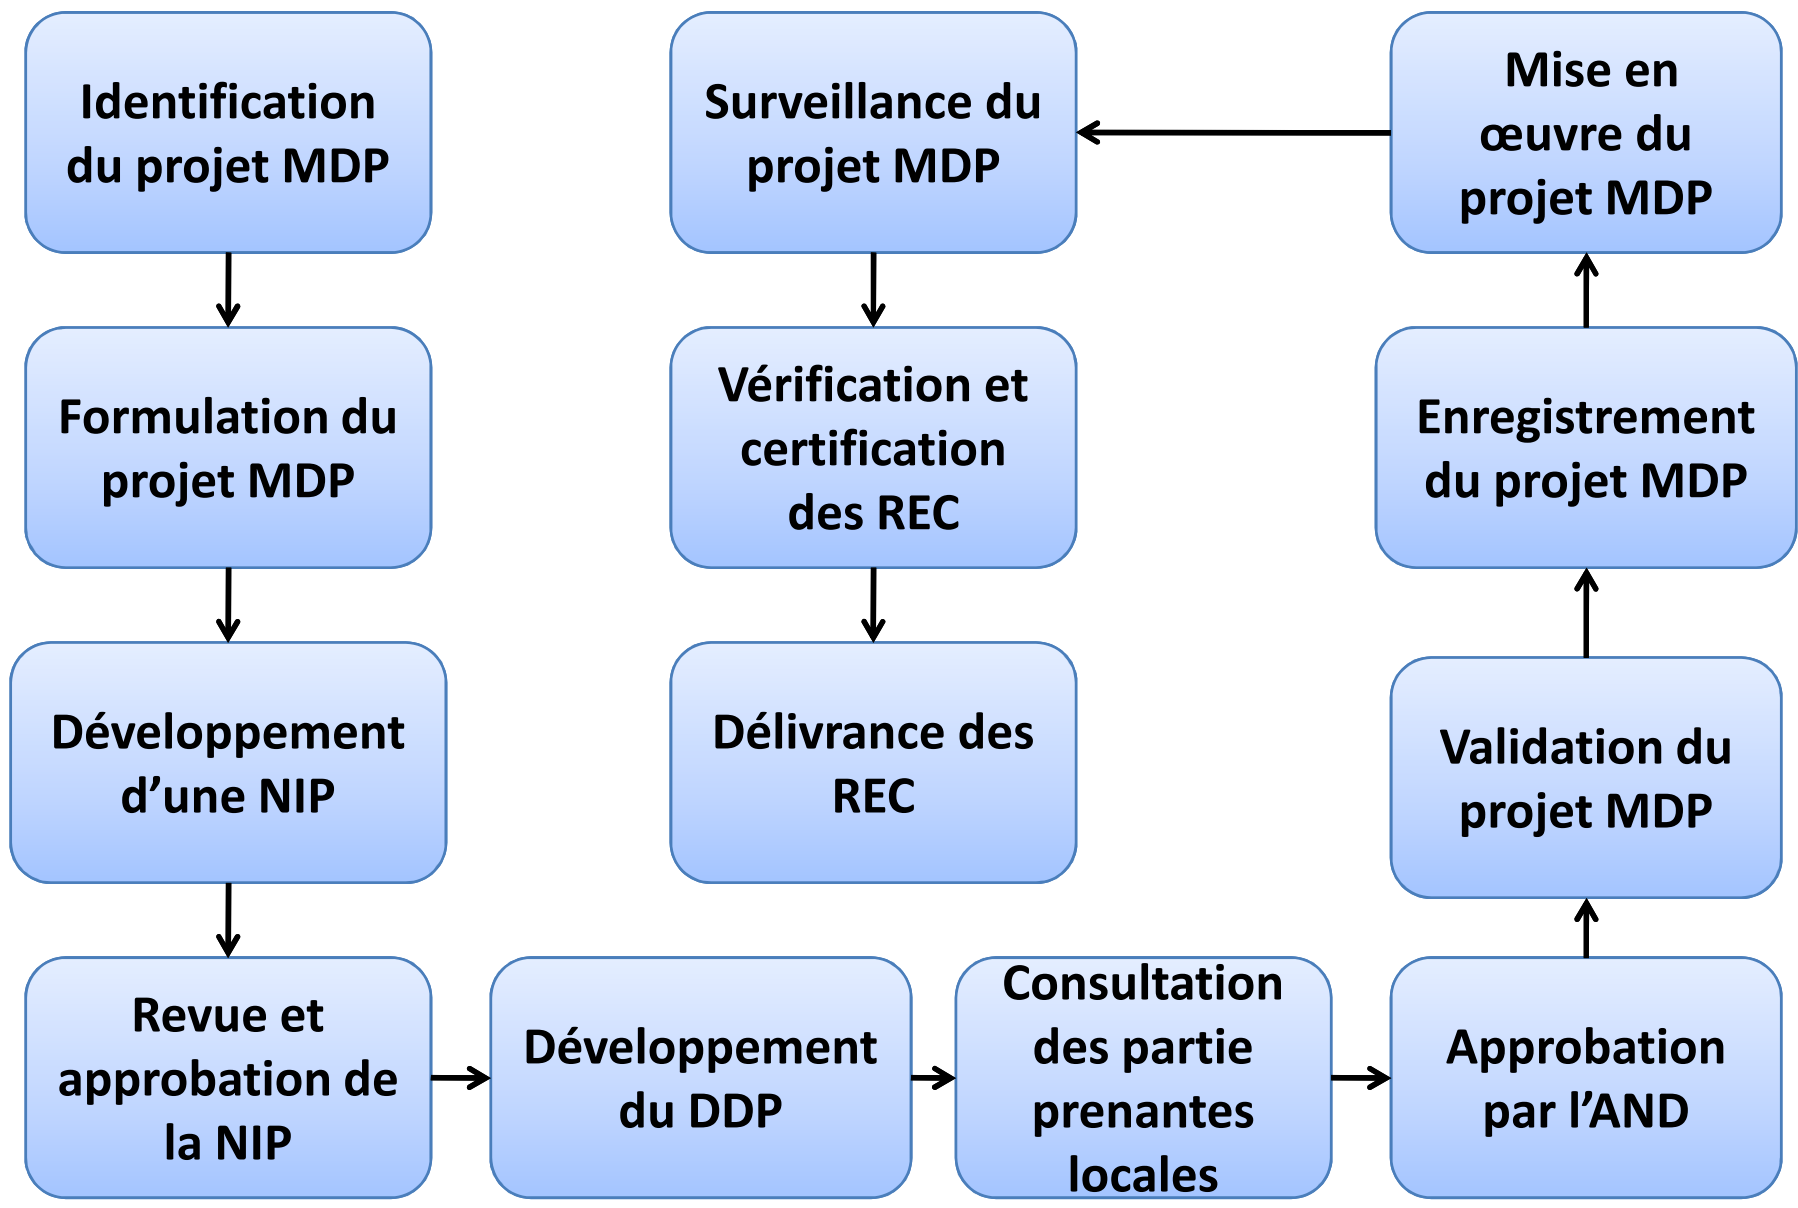 Identification
du projet MDP
Formulation du
projet MDP
Développement
d’une NIP
Revue et
approbation de
la NIP
Développement
du DDP
Consultation
des partie
prenantes
locales
Approbation
par l’AND
Validation du
projet MDP
Enregistrement
du projet MDP
Mise en
œuvre du
projet MDP
Surveillance du
projet MDP
Vérification et
certification
des REC
Délivrance des
REC